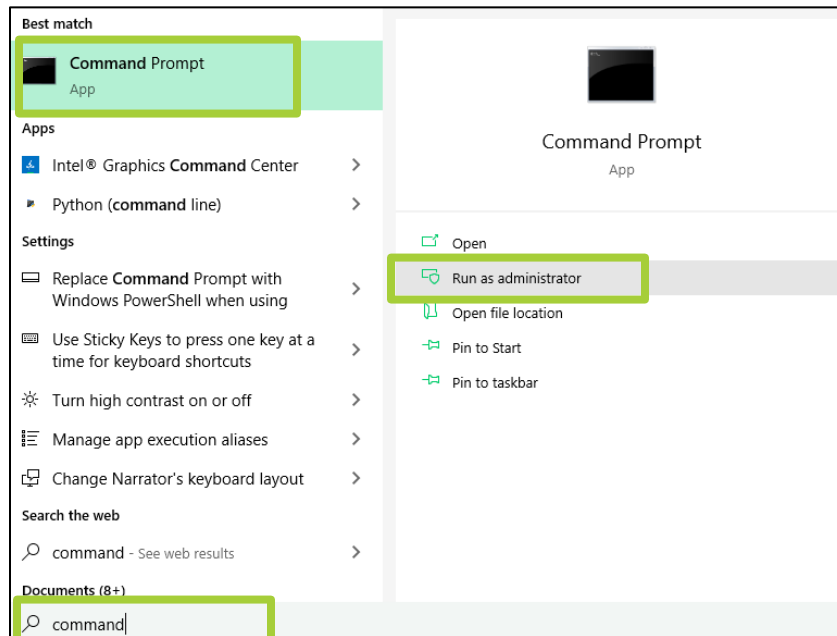 Best match
Command Prompt
App
Apps
Intel® Graphics Command Center
Python (command line)
Settings
Replace Command Prompt with
Windows PowerShell when using
Use Sticky Keys to press one key at a
time for keyboard shortcuts
Turn high contrast on or off
Manage app execution aliases
Change Narrator's keyboard layout
Search the web
command - See web results
Documents (8+)
command
Command Prompt
App
Open
Run as administrator
Open file location
Pin to Start
Pin to taskbar